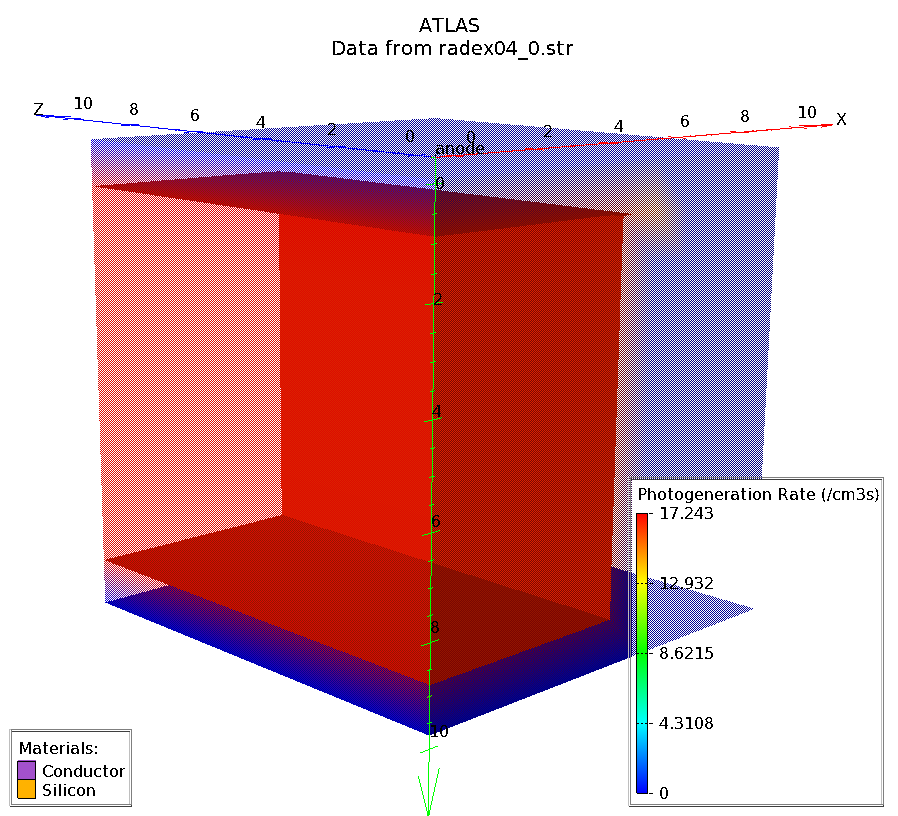 ATLAS
Data from radex04_0.str
Z 10 8 6 4 2 0 0 2 4 6 8 10 X
anode
0
2
4
6
8
10
Photogeneration Rate (/cm3s)
17.243
12.932
8.6215
4.3108
0
Materials:
Conductor
Silicon